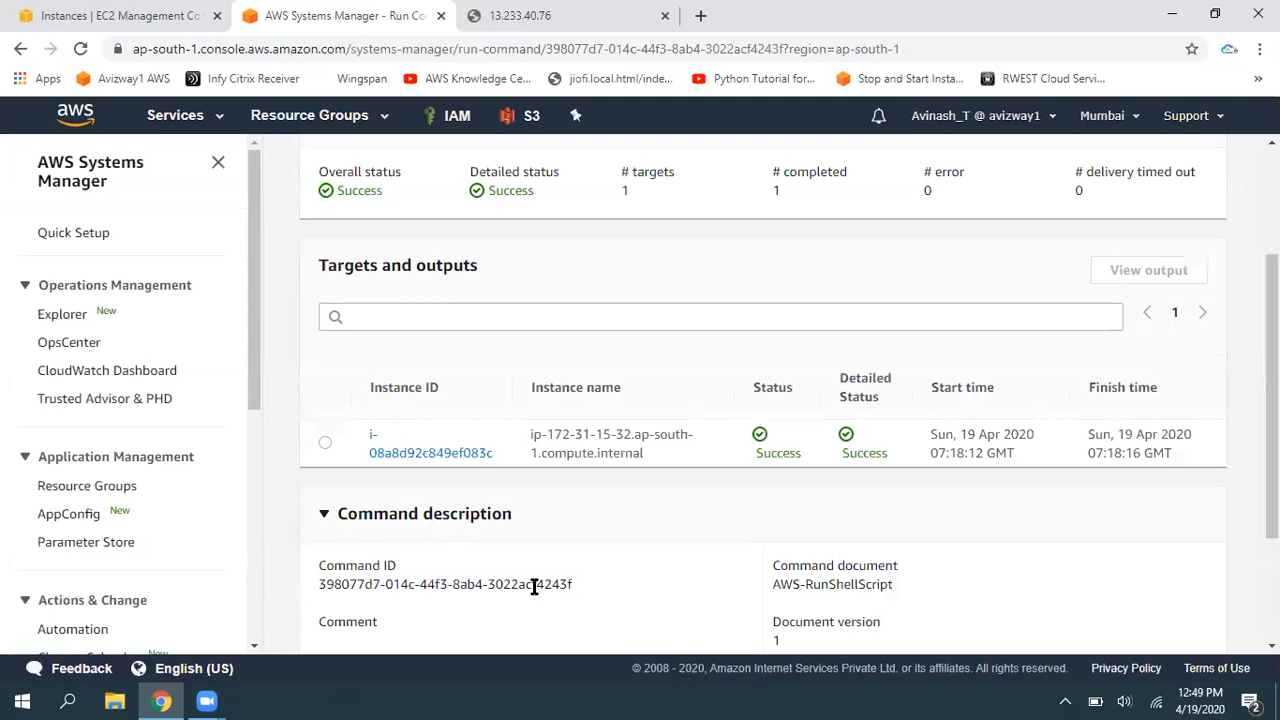 Instances | EC2 Management Co
AWS Systems Manager - Run Co
13.233.40.76
ap-south-1.console.aws.amazon.com/systems-manager/run-command/398077d7-014c-44f3-8ab4-3022acf4243f?region=ap-south-1
Apps
Avizway1 AWS
Infy Citrix Receiver
Wingspan
AWS Knowledge Ce...
jiofi.local.html/inde...
Python Tutorial for...
Stop and Start Insta...
RWEST Cloud Servi...
aws
Services
Resource Groups
IAM
S3
Avinash_T @ avizway1
Mumbai
Support
AWS Systems
Manager
Quick Setup
Operations Management
Explorer New
OpsCenter
CloudWatch Dashboard
Trusted Advisor & PHD
Application Management
Resource Groups
AppConfig New
Parameter Store
Actions & Change
Automation
New
Overall status
Success
Detailed status
Success
# targets
1
# completed
1
# error
0
# delivery timed out
0
Targets and outputs
View output
1
Instance ID
Instance name
Status
Detailed
Status
Start time
Finish time
i-
08a8d92c849ef083c
ip-172-31-15-32.ap-south-
1.compute.internal
Success
Success
Sun, 19 Apr 2020
07:18:12 GMT
Sun, 19 Apr 2020
07:18:16 GMT
Command description
Command ID
398077d7-014c-44f3-8ab4-3022acf4243f
Command document
AWS-RunShellScript
Comment
Document version
1
Feedback
English (US)
© 2008 - 2020, Amazon Internet Services Private Ltd. or its affiliates. All rights reserved.
Privacy Policy
Terms of Use
12:49 PM
4/19/2020
2